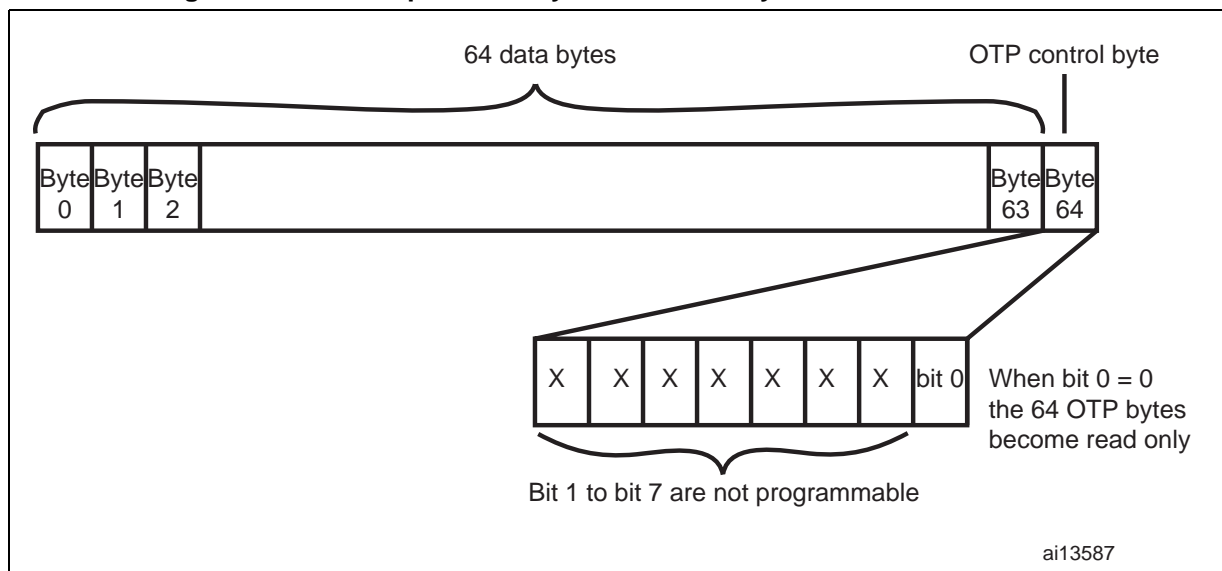 64 data bytes
OTP control byte
Byte Byte Byte Byte Byte
0 1 2 63 64
X X X X X X X bit 0
When bit 0 = 0
the 64 OTP bytes
become read only
Bit 1 to bit 7 are not programmable
ai13587